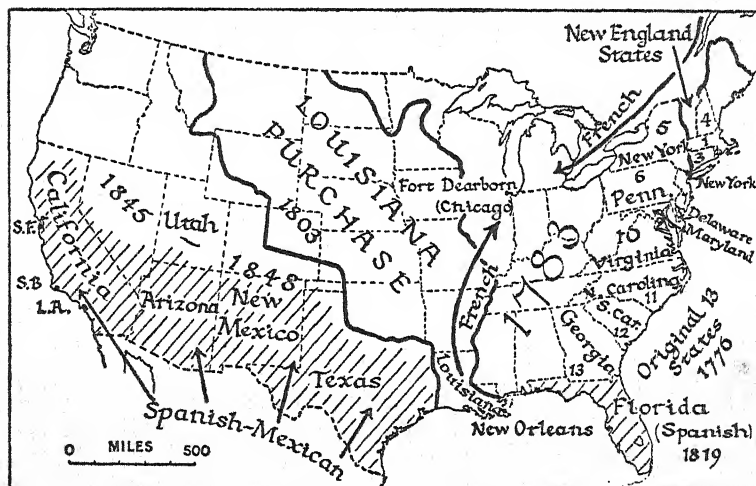 New England
States
French
4
5
1
3
New York
New York
6
Penn
Delaware
Maryland
LOUISIANA
PURCHASE
1803
Fort Dearborn
(Chicago)
1783
10
Virginia
N. Carolina
11
S. Car.
12
Georgia
13
Original 13
States
1776
California
1845
Utah
1848
S.F.
S.B.
L.A.
Arizona
New
Mexico
Texas
French
Louisiana
New Orleans
Florida
(Spanish)
1819
Spanish-Mexican
0 MILES 500